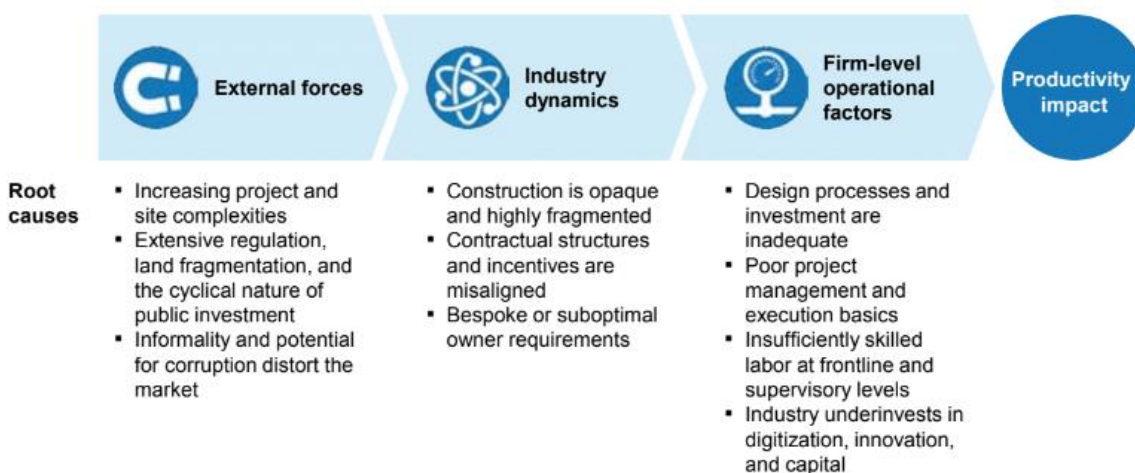 External forces
Industry
dynamics
Firm-level
operational
factors
Productivity
impact
Root
causes
▪ Increasing project and
site complexities
▪ Extensive regulation,
land fragmentation, and
the cyclical nature of
public investment
▪ Informality and potential
for corruption distort the
market
▪ Construction is opaque
and highly fragmented
▪ Contractual structures
and incentives are
misaligned
▪ Bespoke or suboptimal
owner requirements
▪ Design processes and
investment are
inadequate
▪ Poor project
management and
execution basics
▪ Insufficiently skilled
labor at frontline and
supervisory levels
▪ Industry underinvests in
digitization, innovation,
and capital